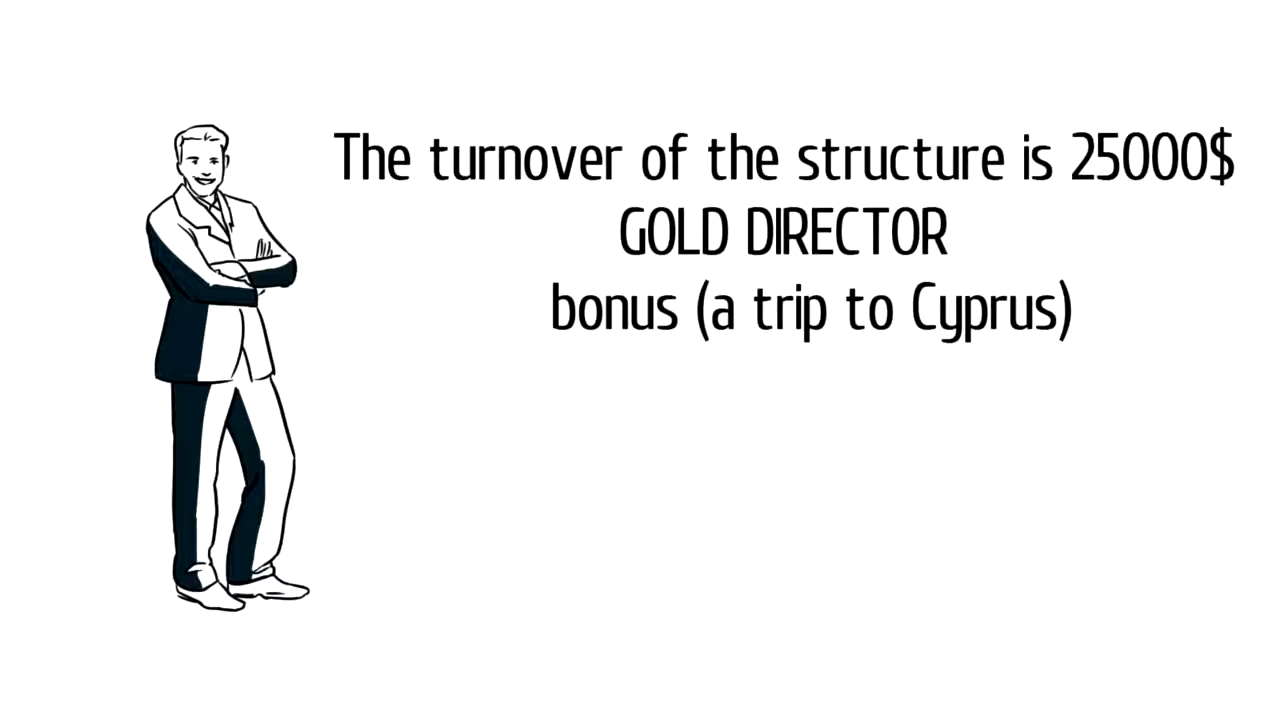 The turnover of the structure is 25000$
GOLD DIRECTOR
bonus (a trip to Cyprus)